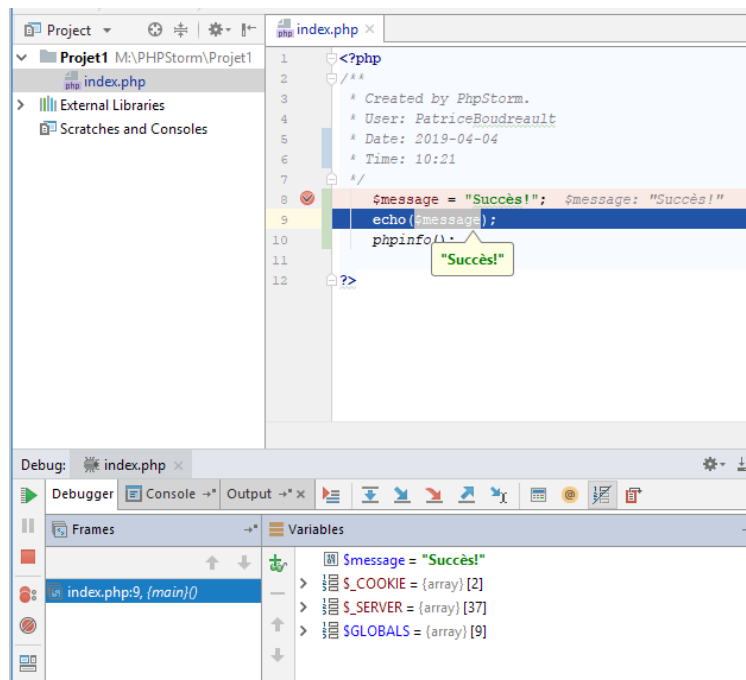 Project
index.php
Projet1 M:\PHPStorm\Projet1
index.php
External Libraries
Scratches and Consoles
1 <?php
2 /**
3 * Created by PhpStorm.
4 * User: PatriceBoudreault
5 * Date: 2019-04-04
6 * Time: 10:21
7 */
8 $message = "Succès!"; $message: "Succès!"
9 echo($message);
10 phpinfo();
"Succès!"
11
12 ?>
Debug: index.php
Debugger Console Output
Frames
Variables
index.php:9, {main}()
$message = "Succès!"
$_COOKIE = {array} [2]
$_SERVER = {array} [37]
$GLOBALS = {array} [9]